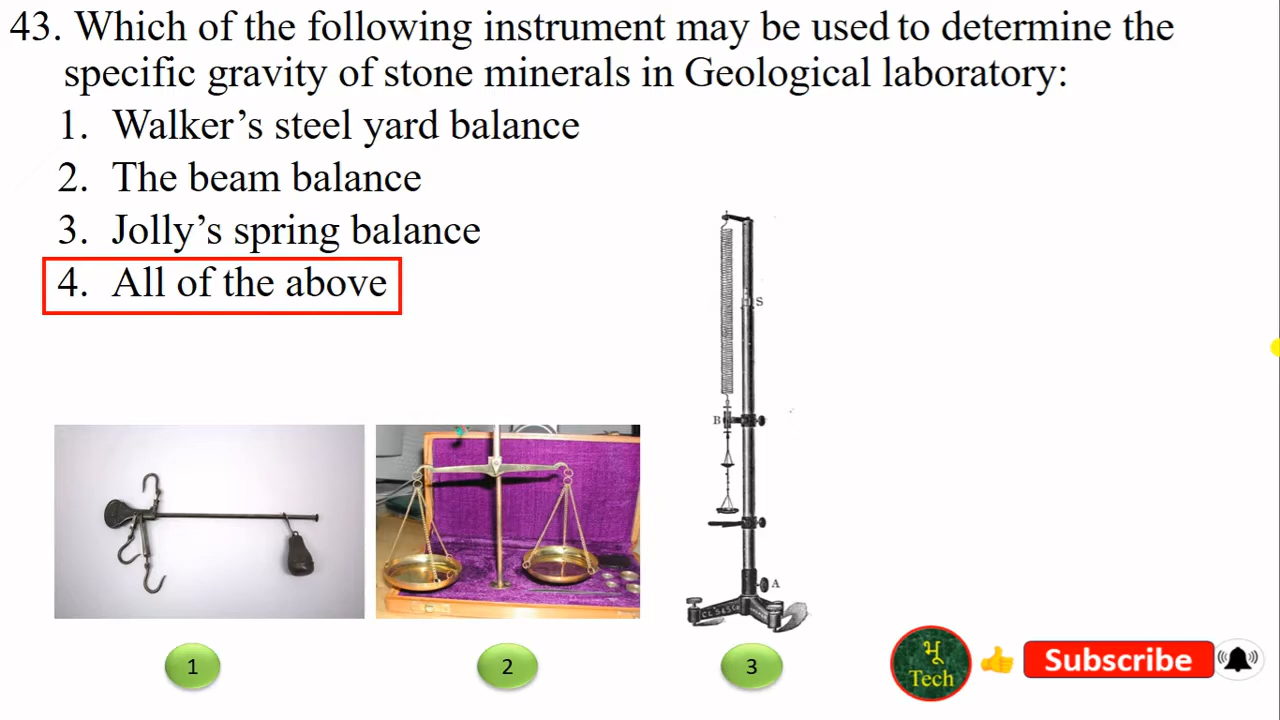 43. Which of the following instrument may be used to determine the
specific gravity of stone minerals in Geological laboratory:
1. Walker’s steel yard balance
2. The beam balance
3. Jolly’s spring balance
4. All of the above
S
B
A
1
2
3
भू
Tech
Subscribe